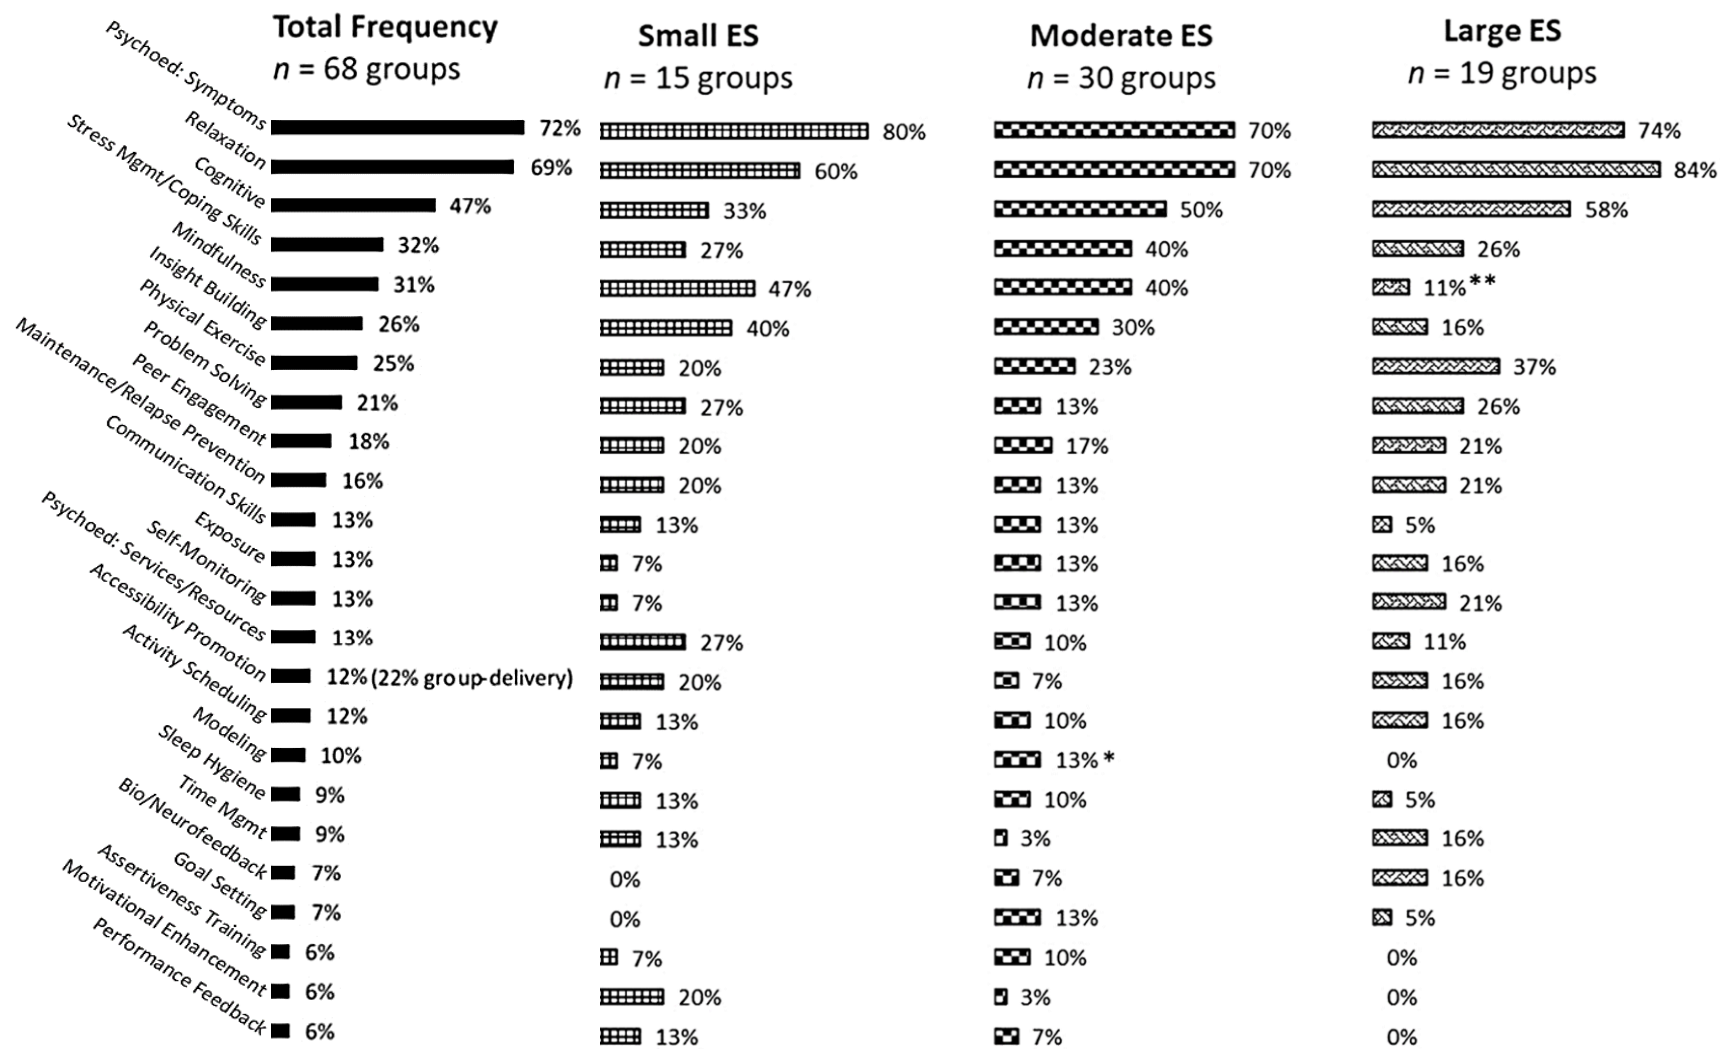 Total Frequency Small ES Moderate ES Large ES
n = 68 groups n = 15 groups n = 30 groups n = 19 groups
Psychoed: Symptoms 72% 80% 70% 74%
Relaxation 69% 60% 70% 84%
Cognitive 47% 33% 50% 58%
Stress Mgmt/Coping Skills 32% 27% 40% 26%
Mindfulness 31% 47% 40% 11%**
Insight Building 26% 40% 30% 16%
Physical Exercise 25% 20% 23% 37%
Problem Solving 21% 27% 13% 26%
Peer Engagement 18% 20% 17% 21%
Maintenance/Relapse Prevention 16% 20% 13% 21%
Communication Skills 13% 13% 13% 5%
Exposure 13% 7% 13% 16%
Self-Monitoring 13% 7% 13% 21%
Psychoed: Services/Resources 13% 27% 10% 11%
Accessibility Promotion 12% (22% group-delivery) 20% 7% 16%
Activity Scheduling 12% 13% 10% 16%
Modeling 10% 7% 13% * 0%
Sleep Hygiene 9% 13% 10% 5%
Time Mgmt 9% 13% 3% 16%
Bio/Neurofeedback 7% 0% 7% 16%
Goal Setting 7% 0% 13% 5%
Assertiveness Training 6% 7% 10% 0%
Motivational Enhancement 6% 20% 3% 0%
Performance Feedback 6% 13% 7% 0%